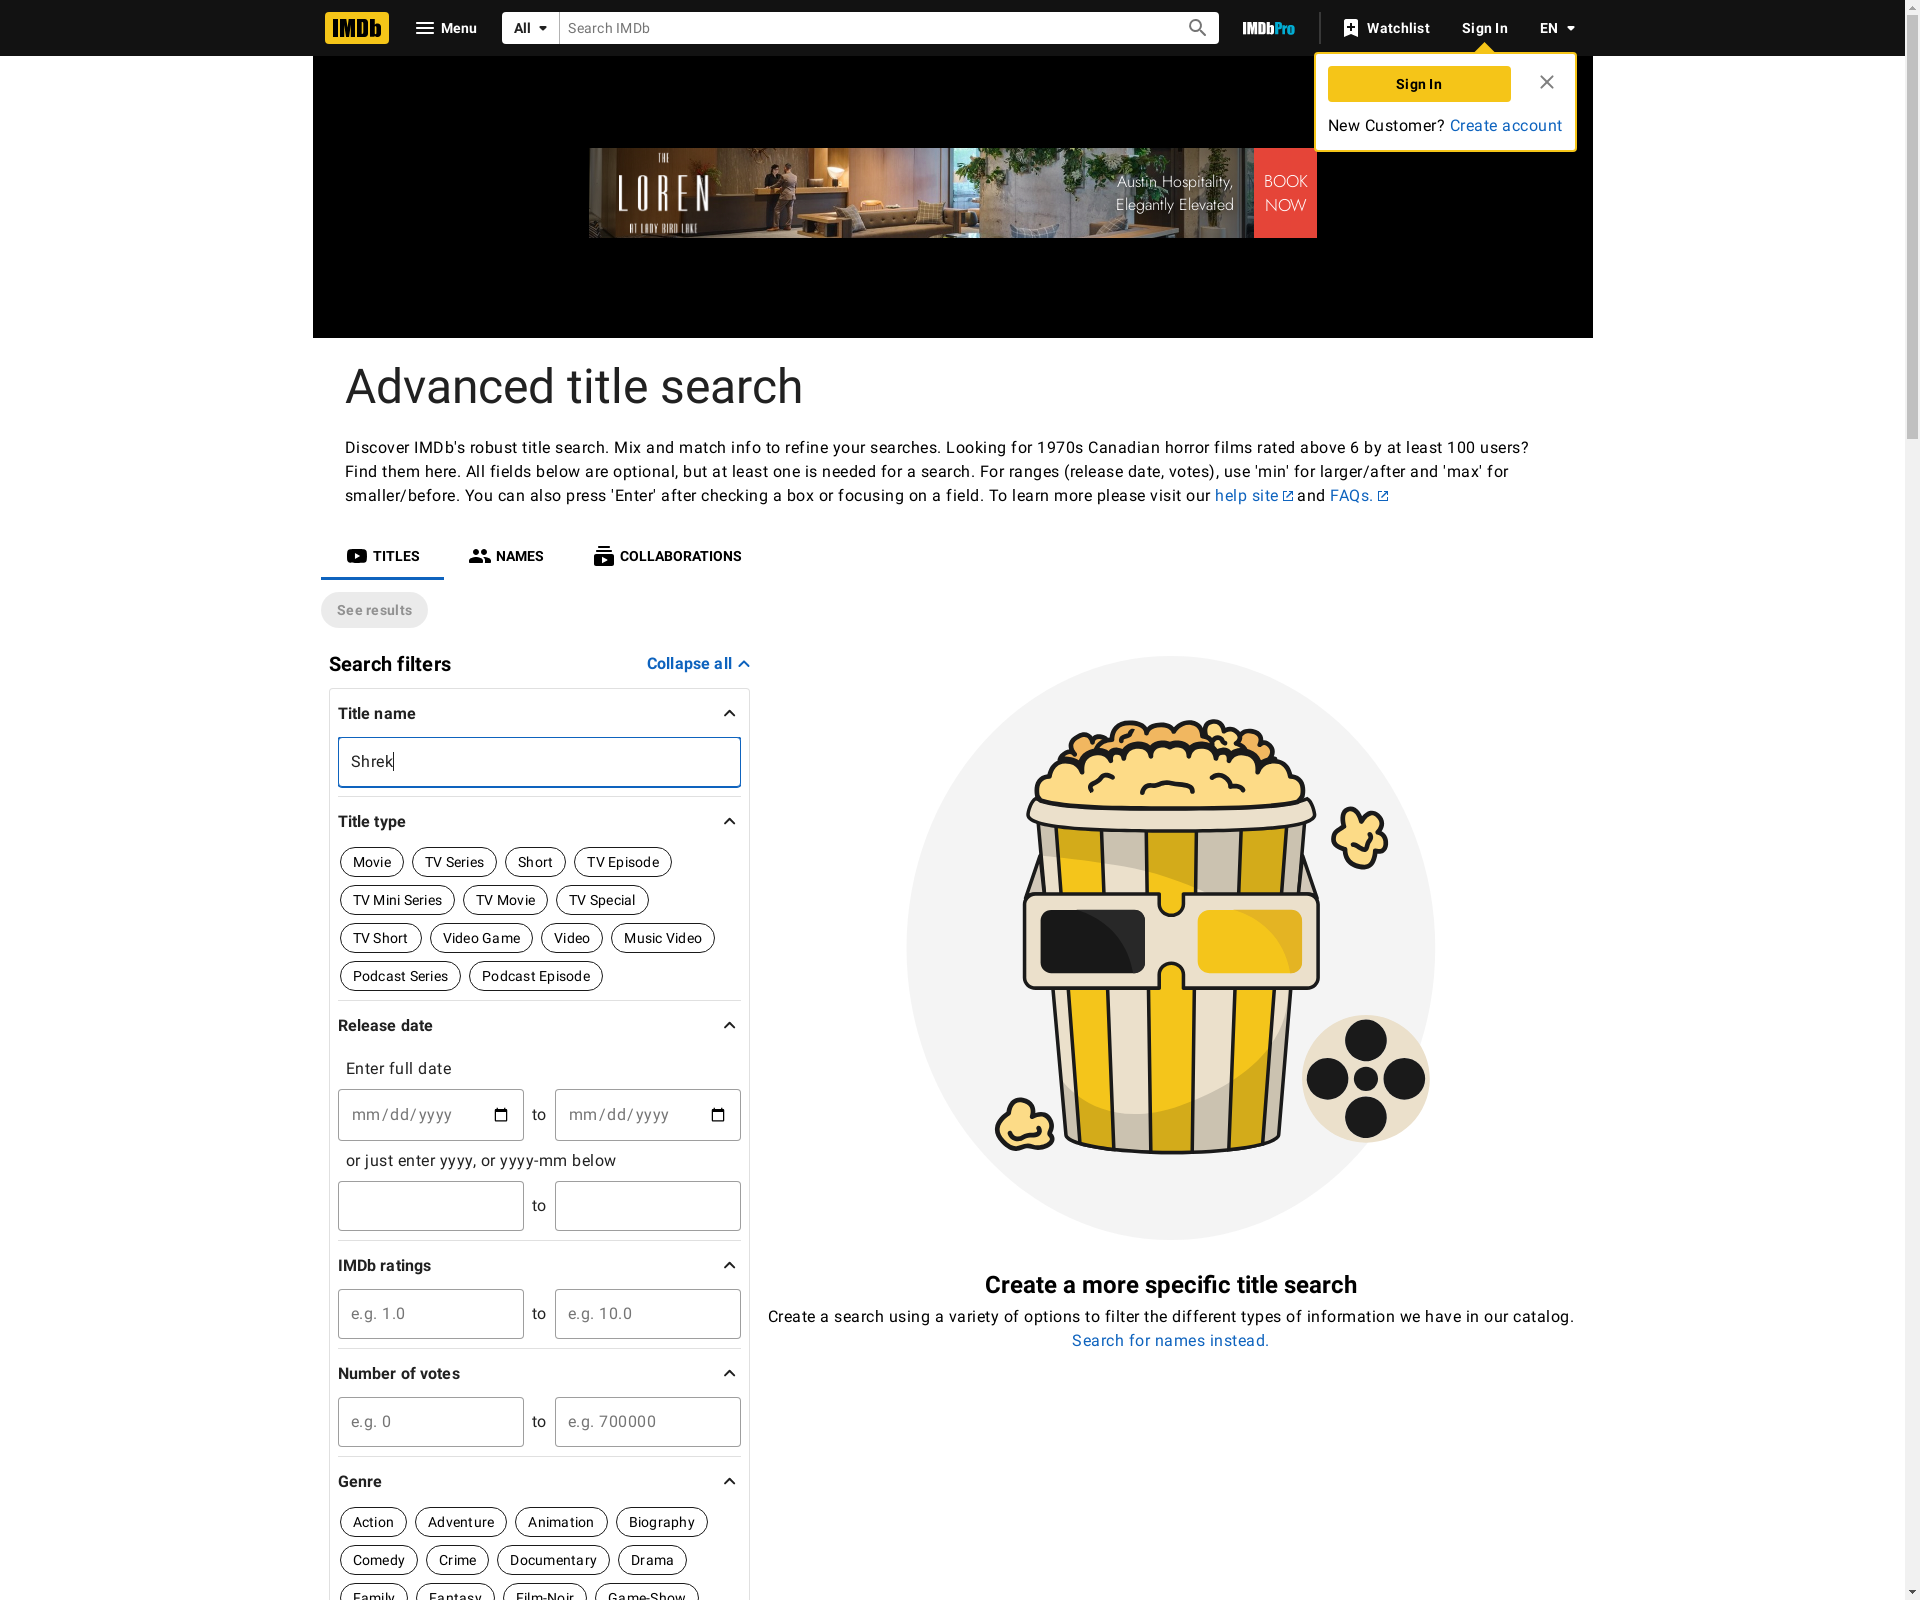 IMDb Menu All Search IMDb IMDbPro Watchlist Sign In EN
Sign In
New Customer? Create account
THE
LOREN
AT LADY BIRD LAKE
Austin Hospitality,
Elegantly Elevated
BOOK
NOW
Advanced title search
Discover IMDb's robust title search. Mix and match info to refine your searches. Looking for 1970s Canadian horror films rated above 6 by at least 100 users?
Find them here. All fields below are optional, but at least one is needed for a search. For ranges (release date, votes), use 'min' for larger/after and 'max' for
smaller/before. You can also press 'Enter' after checking a box or focusing on a field. To learn more please visit our help site and FAQs.
TITLES NAMES COLLABORATIONS
See results
Search filters Collapse all
Title name
Shrek
Title type
Movie TV Series Short TV Episode
TV Mini Series TV Movie TV Special
TV Short Video Game Video Music Video
Podcast Series Podcast Episode
Release date
Enter full date
mm/dd/yyyy to mm/dd/yyyy
or just enter yyyy, or yyyy-mm below
to
IMDb ratings
e.g. 1.0 to e.g. 10.0
Number of votes
e.g. 0 to e.g. 700000
Genre
Action Adventure Animation Biography
Comedy Crime Documentary Drama
Family Fantasy Film-Noir Game-Show
Create a more specific title search
Create a search using a variety of options to filter the different types of information we have in our catalog.
Search for names instead.